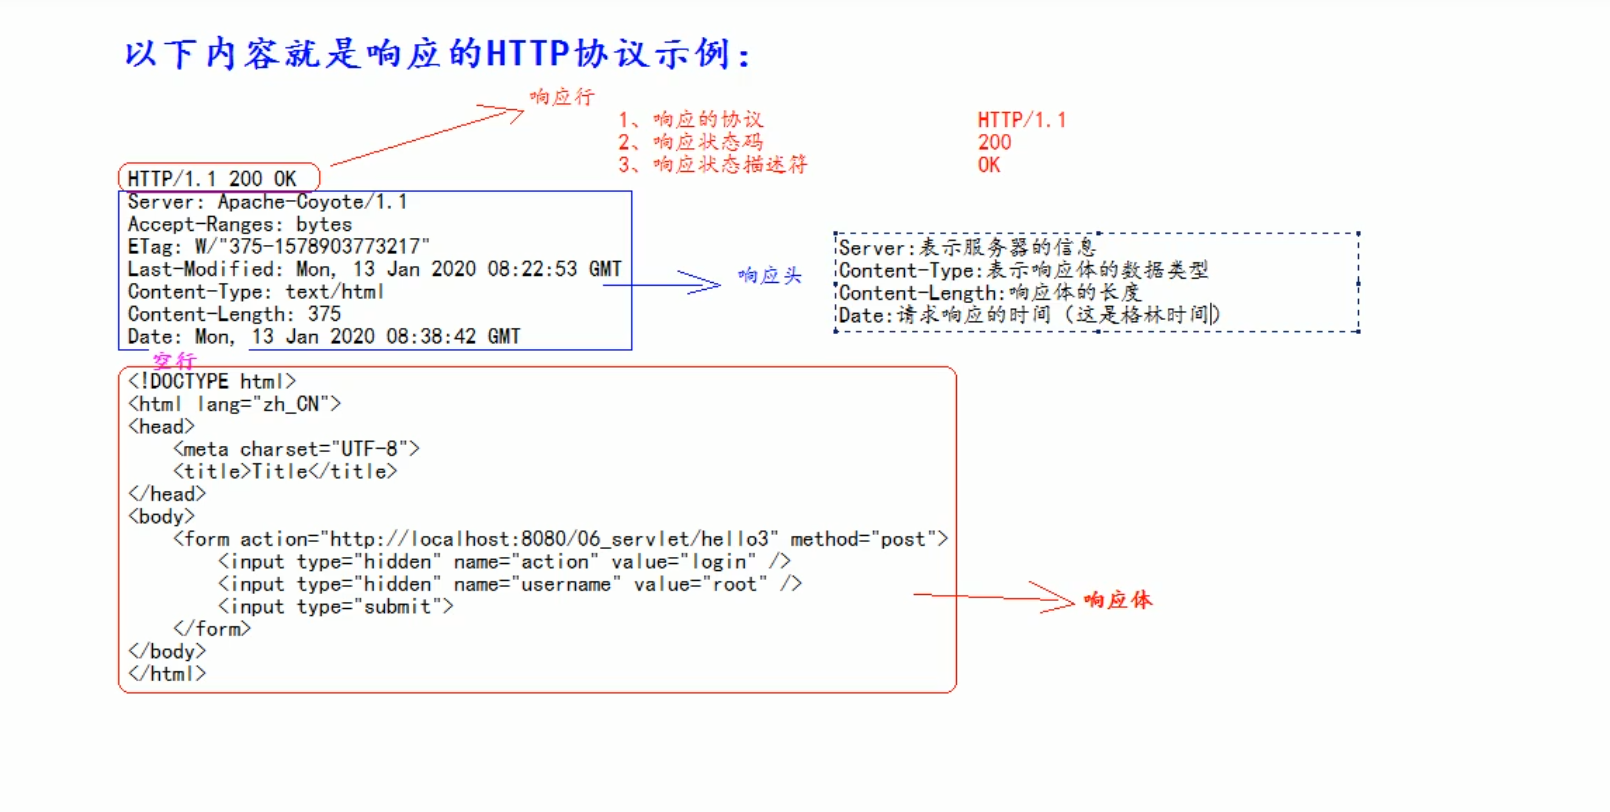 以下内容就是响应的HTTP协议示例：
响应行
1、响应的协议 HTTP/1.1
2、响应状态码 200
3、响应状态描述符 OK
HTTP/1.1 200 OK
Server: Apache-Coyote/1.1
Accept-Ranges: bytes
ETag: W/"375-1578903773217"
Last-Modified: Mon, 13 Jan 2020 08:22:53 GMT
Content-Type: text/html
Content-Length: 375
Date: Mon, 13 Jan 2020 08:38:42 GMT
响应头
Server:表示服务器的信息
Content-Type:表示响应体的数据类型
Content-Length:响应体的长度
Date:请求响应的时间（这是格林时间）
空行
<!DOCTYPE html>
<html lang="zh_CN">
<head>
    <meta charset="UTF-8">
    <title>Title</title>
</head>
<body>
    <form action="http://localhost:8080/06_servlet/hello3" method="post">
        <input type="hidden" name="action" value="login" />
        <input type="hidden" name="username" value="root" />
        <input type="submit">
    </form>
</body>
</html>
响应体